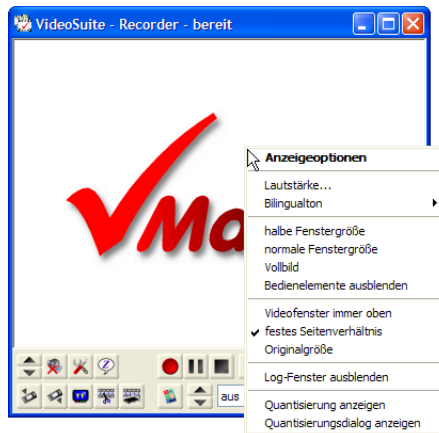 VideoSuite - Recorder - bereit
Ma
Anzeigeoptionen
Lautstärke...
Bilingualton
halbe Fenstergröße
normale Fenstergröße
Vollbild
Bedienelemente ausblenden
Videofenster immer oben
festes Seitenverhältnis
Originalgröße
Log-Fenster ausblenden
Quantisierung anzeigen
Quantisierungsdialog anzeigen
aus